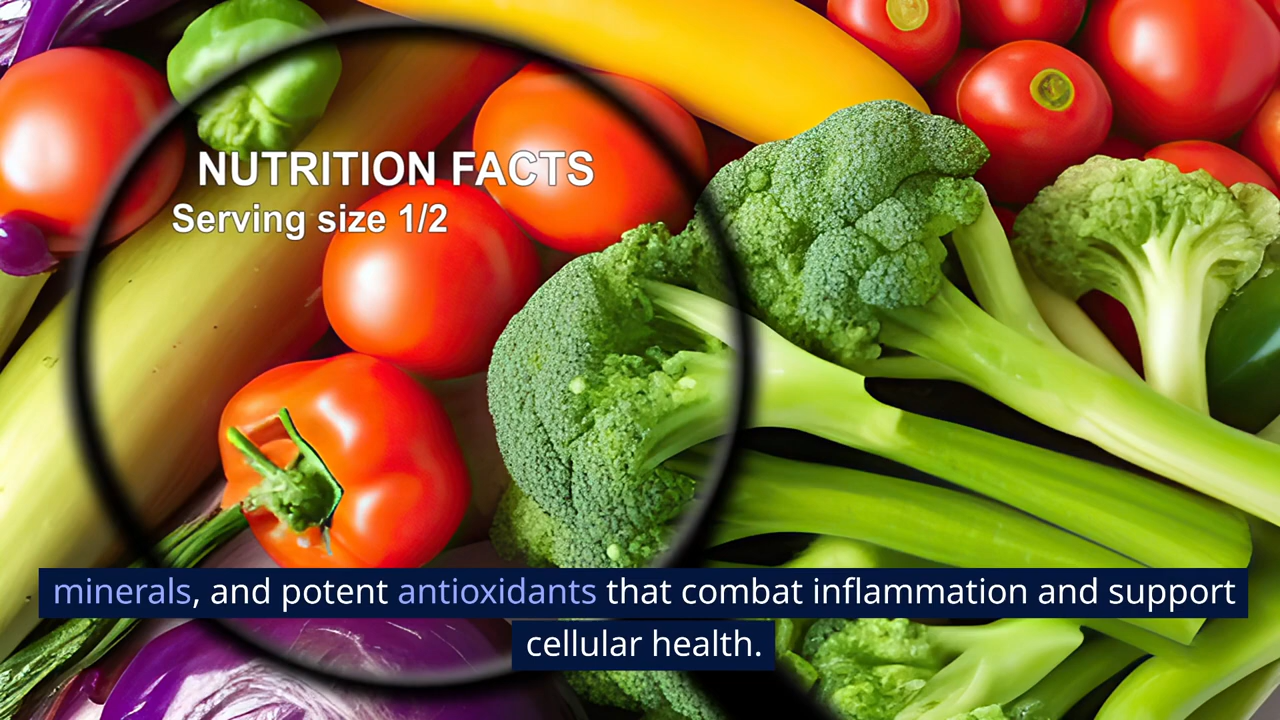 NUTRITION FACTS
Serving size 1/2
minerals, and potent antioxidants that combat inflammation and support
cellular health.